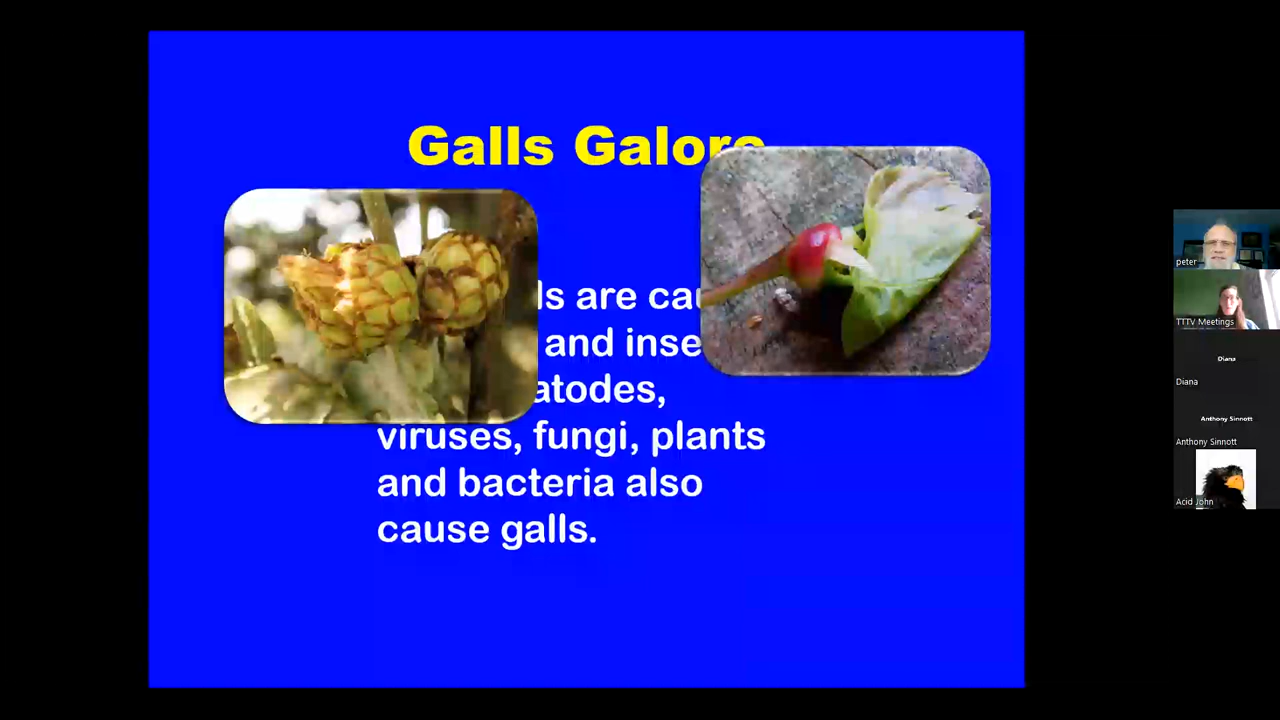 Galls Galore
ls are cau
and inse
atodes,
viruses, fungi, plants
and bacteria also
cause galls.
peter
TTTV Meetings
Diana
Diana
Anthony Sinnott
Anthony Sinnott
Acid John